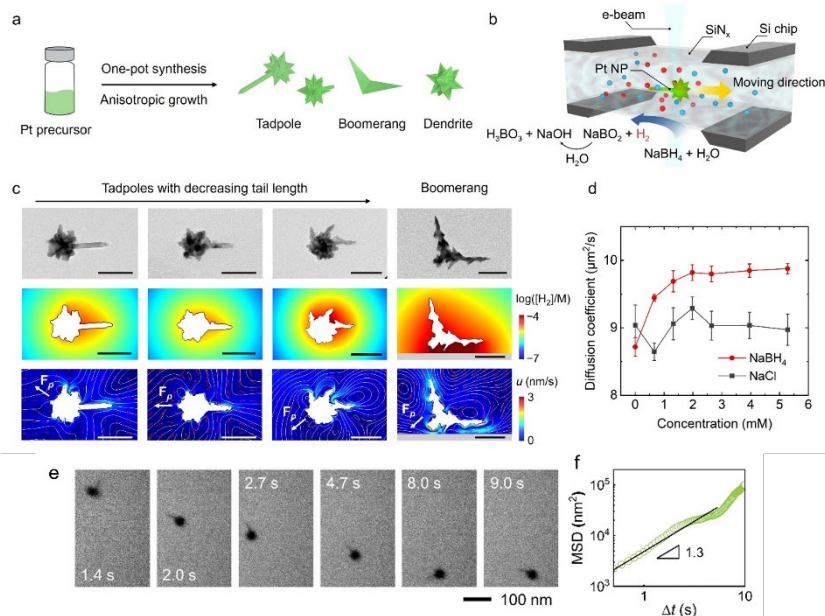 a
One-pot synthesis
Anisotropic growth
Pt precursor
Tadpole
Boomerang
Dendrite
b
e-beam
SiNₓ
Si chip
Pt NP
Moving direction
H₃BO₃ + NaOH
NaBO₂ + H₂
H₂O
NaBH₄ + H₂O
c
Tadpoles with decreasing tail length
Boomerang
log([H₂]/M)
−4
−7
Fₚ
Fₚ
Fₚ
Fₚ
u (nm/s)
3
0
d
Diffusion coefficient (μm²/s)
10
9
8
NaBH₄
NaCl
0 1 2 3 4 5 6
Concentration (mM)
e
1.4 s
2.0 s
2.7 s
4.7 s
8.0 s
9.0 s
100 nm
f
MSD (nm²)
10⁵
10⁴
10³
1.3
1
10
Δt (s)